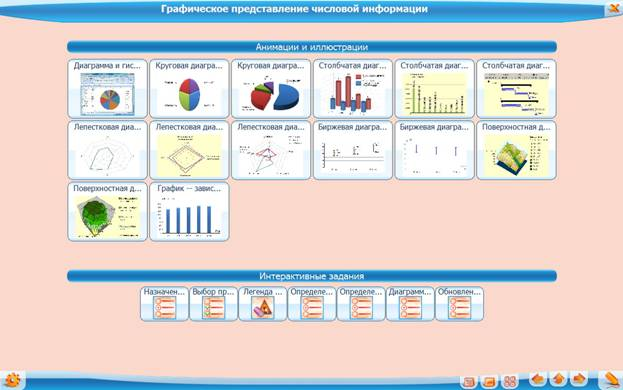 Графическое представление числовой информации
Анимации и иллюстрации
Диаграмма и гис... Круговая диагра... Круговая диагра... Столбчатая диаг... Столбчатая диаг... Столбчатая диаг...
Лепестковая диа... Лепестковая диа... Лепестковая диа... Биржевая диагра... Биржевая диагра... Поверхностная д...
Поверхностная д... График — завис...
Интерактивные задания
Назначен... Выбор пр... Легенда ... Определе... Определе... Диаграмм... Обновлен...